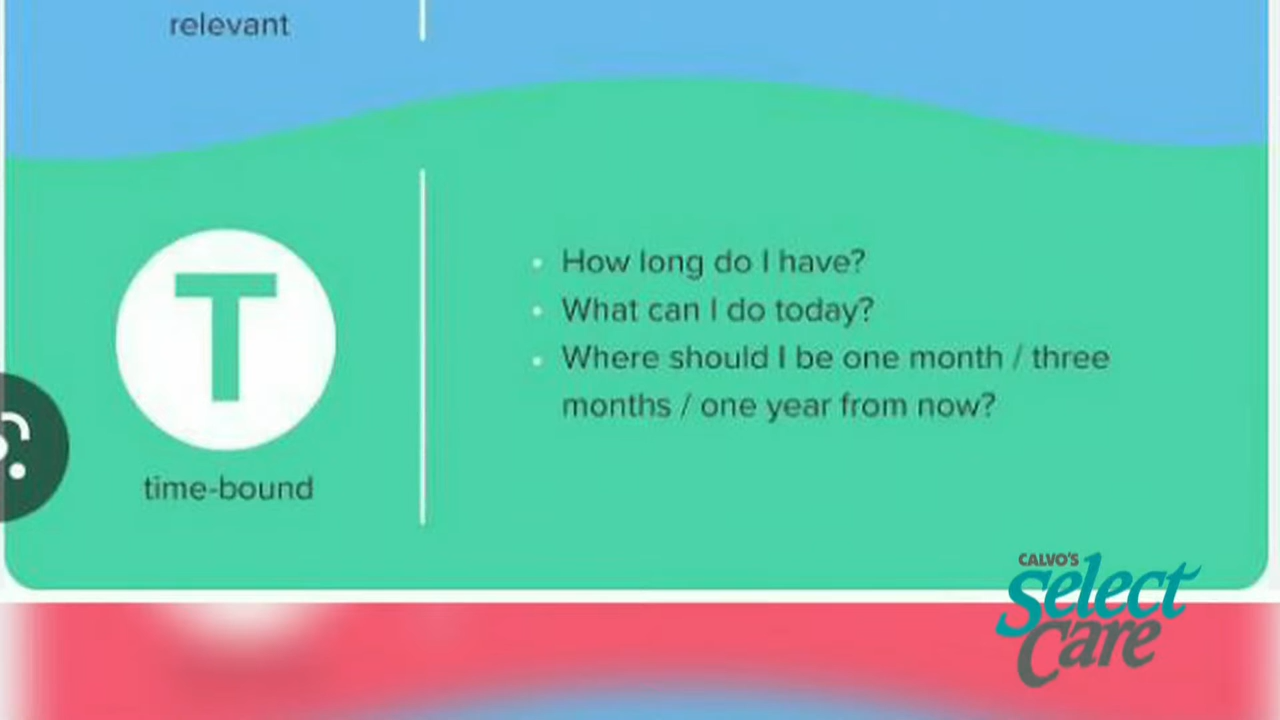 relevant
T
time-bound
How long do I have?
What can I do today?
Where should I be one month / three
months / one year from now?
CALVO'S
Select
Care